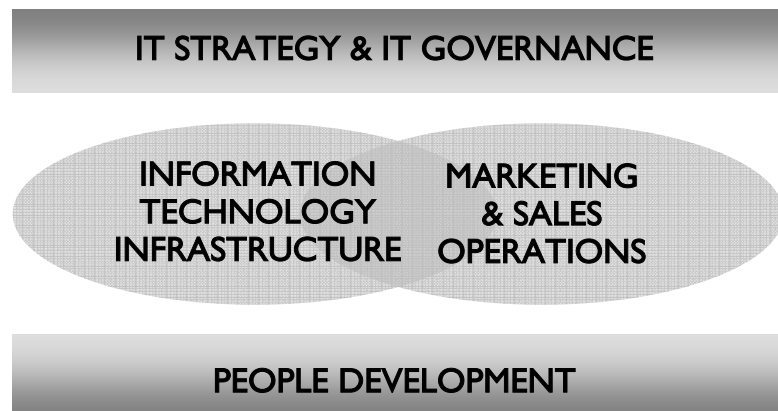 IT STRATEGY & IT GOVERNANCE
INFORMATION
TECHNOLOGY
INFRASTRUCTURE
MARKETING
& SALES
OPERATIONS
PEOPLE DEVELOPMENT